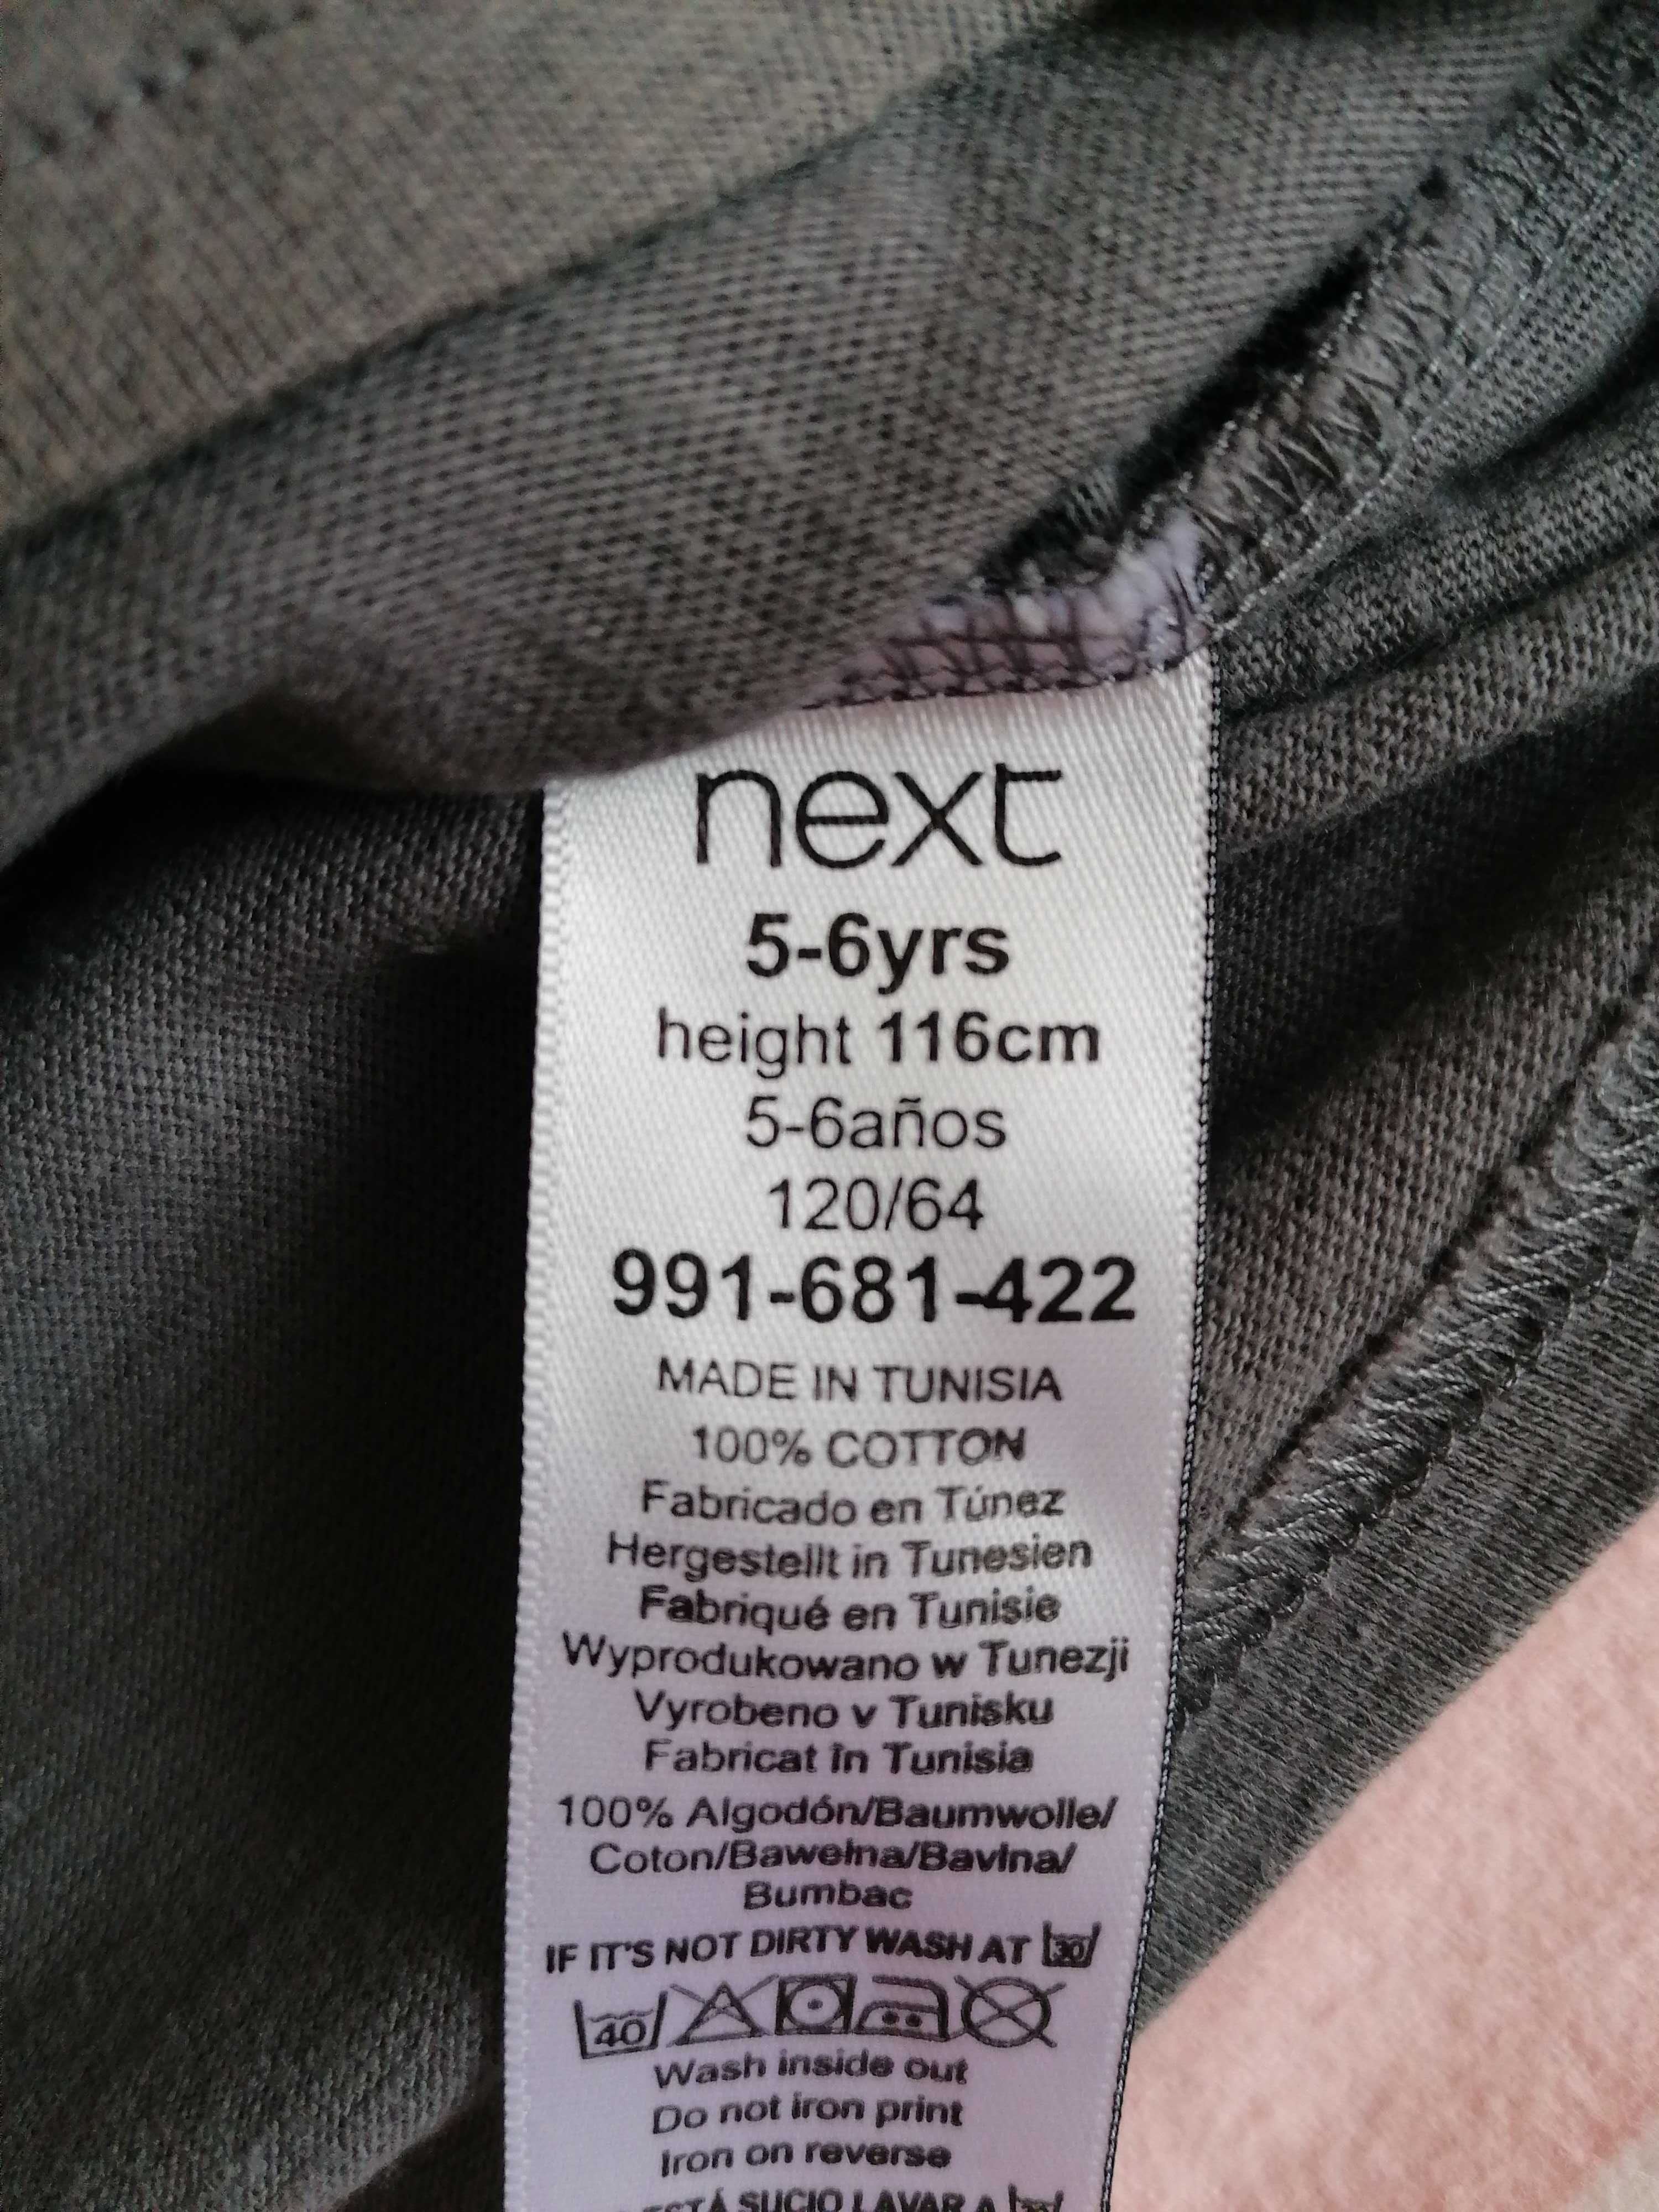 next
5-6yrs
height 116cm
5-6años
120/64
991-681-422
MADE IN TUNISIA
100% COTTON
Fabricado en Túnez
Hergestellt in Tunesien
Fabriqué en Tunisie
Wyprodukowano w Tunezji
Vyrobeno v Tunisku
Fabricat în Tunisia
100% Algodón/Baumwolle/
Coton/Bawełna/Bavlna/
Bumbac
IF IT'S NOT DIRTY WASH AT 30
40
Wash inside out
Do not iron print
Iron on reverse
ESTÁ SUCIO LAVAR A